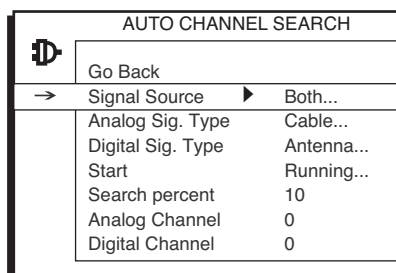 AUTO CHANNEL SEARCH
Go Back
→ Signal Source ▶ Both...
Analog Sig. Type Cable...
Digital Sig. Type Antenna...
Start Running...
Search percent 10
Analog Channel 0
Digital Channel 0